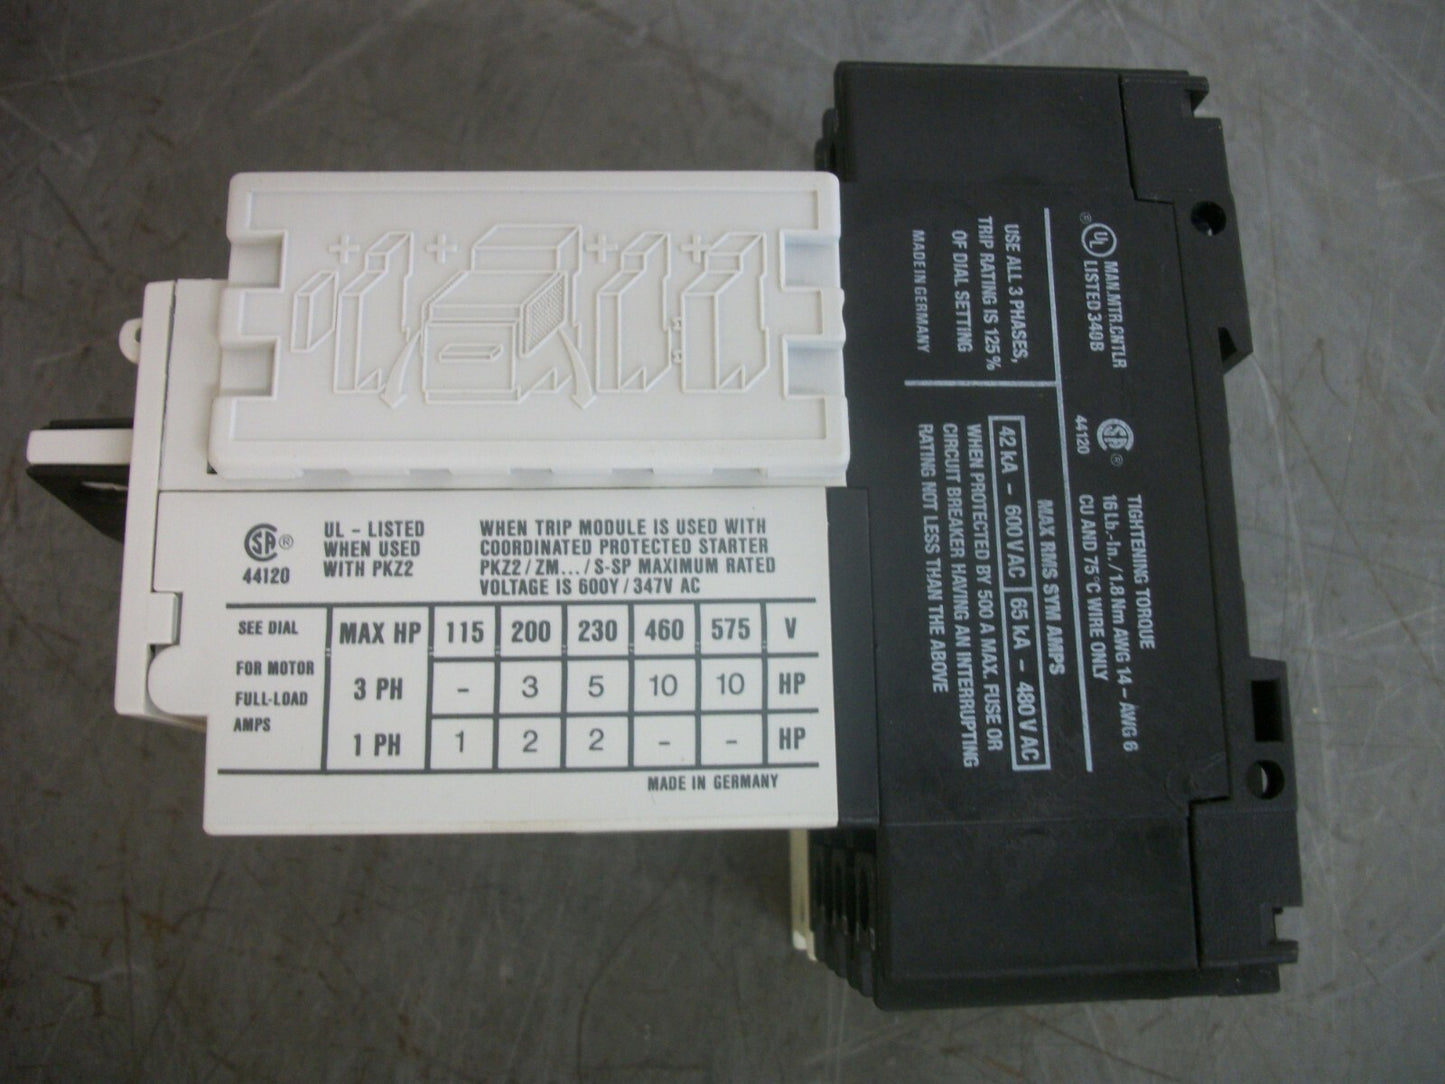 SA®
44120
UL – LISTED
WHEN USED
WITH PKZ2
WHEN TRIP MODULE IS USED WITH
COORDINATED PROTECTED STARTER
PKZ2/ZM.../S-SP MAXIMUM RATED
VOLTAGE IS 600Y/347V AC
SEE DIAL
FOR MOTOR
FULL-LOAD
AMPS
MAX HP 115 200 230 460 575 V
3 PH - 3 5 10 10 HP
1 PH 1 2 2 - - HP
MADE IN GERMANY
UL ® MAN.MTR.CNTLR
LISTED 340B
SA®
44120
TIGHTENING TORQUE
16 Lb.-In./1.8 Nm AWG 14 – AWG 6
CU AND 75°C WIRE ONLY
USE ALL 3 PHASES,
TRIP RATING IS 125 %
OF DIAL SETTING
MADE IN GERMANY
MAX RMS SYM AMPS
42 kA – 600 V AC 65 kA – 480 V AC
WHEN PROTECTED BY 500 A MAX. FUSE OR
CIRCUIT BREAKER HAVING AN INTERRUPTING
RATING NOT LESS THAN THE ABOVE